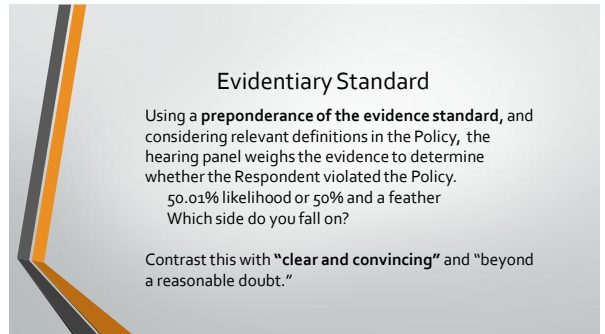 Evidentiary Standard
Using a preponderance of the evidence standard, and
considering relevant definitions in the Policy, the
hearing panel weighs the evidence to determine
whether the Respondent violated the Policy.
50.01% likelihood or 50% and a feather
Which side do you fall on?
Contrast this with “clear and convincing” and “beyond
a reasonable doubt.”